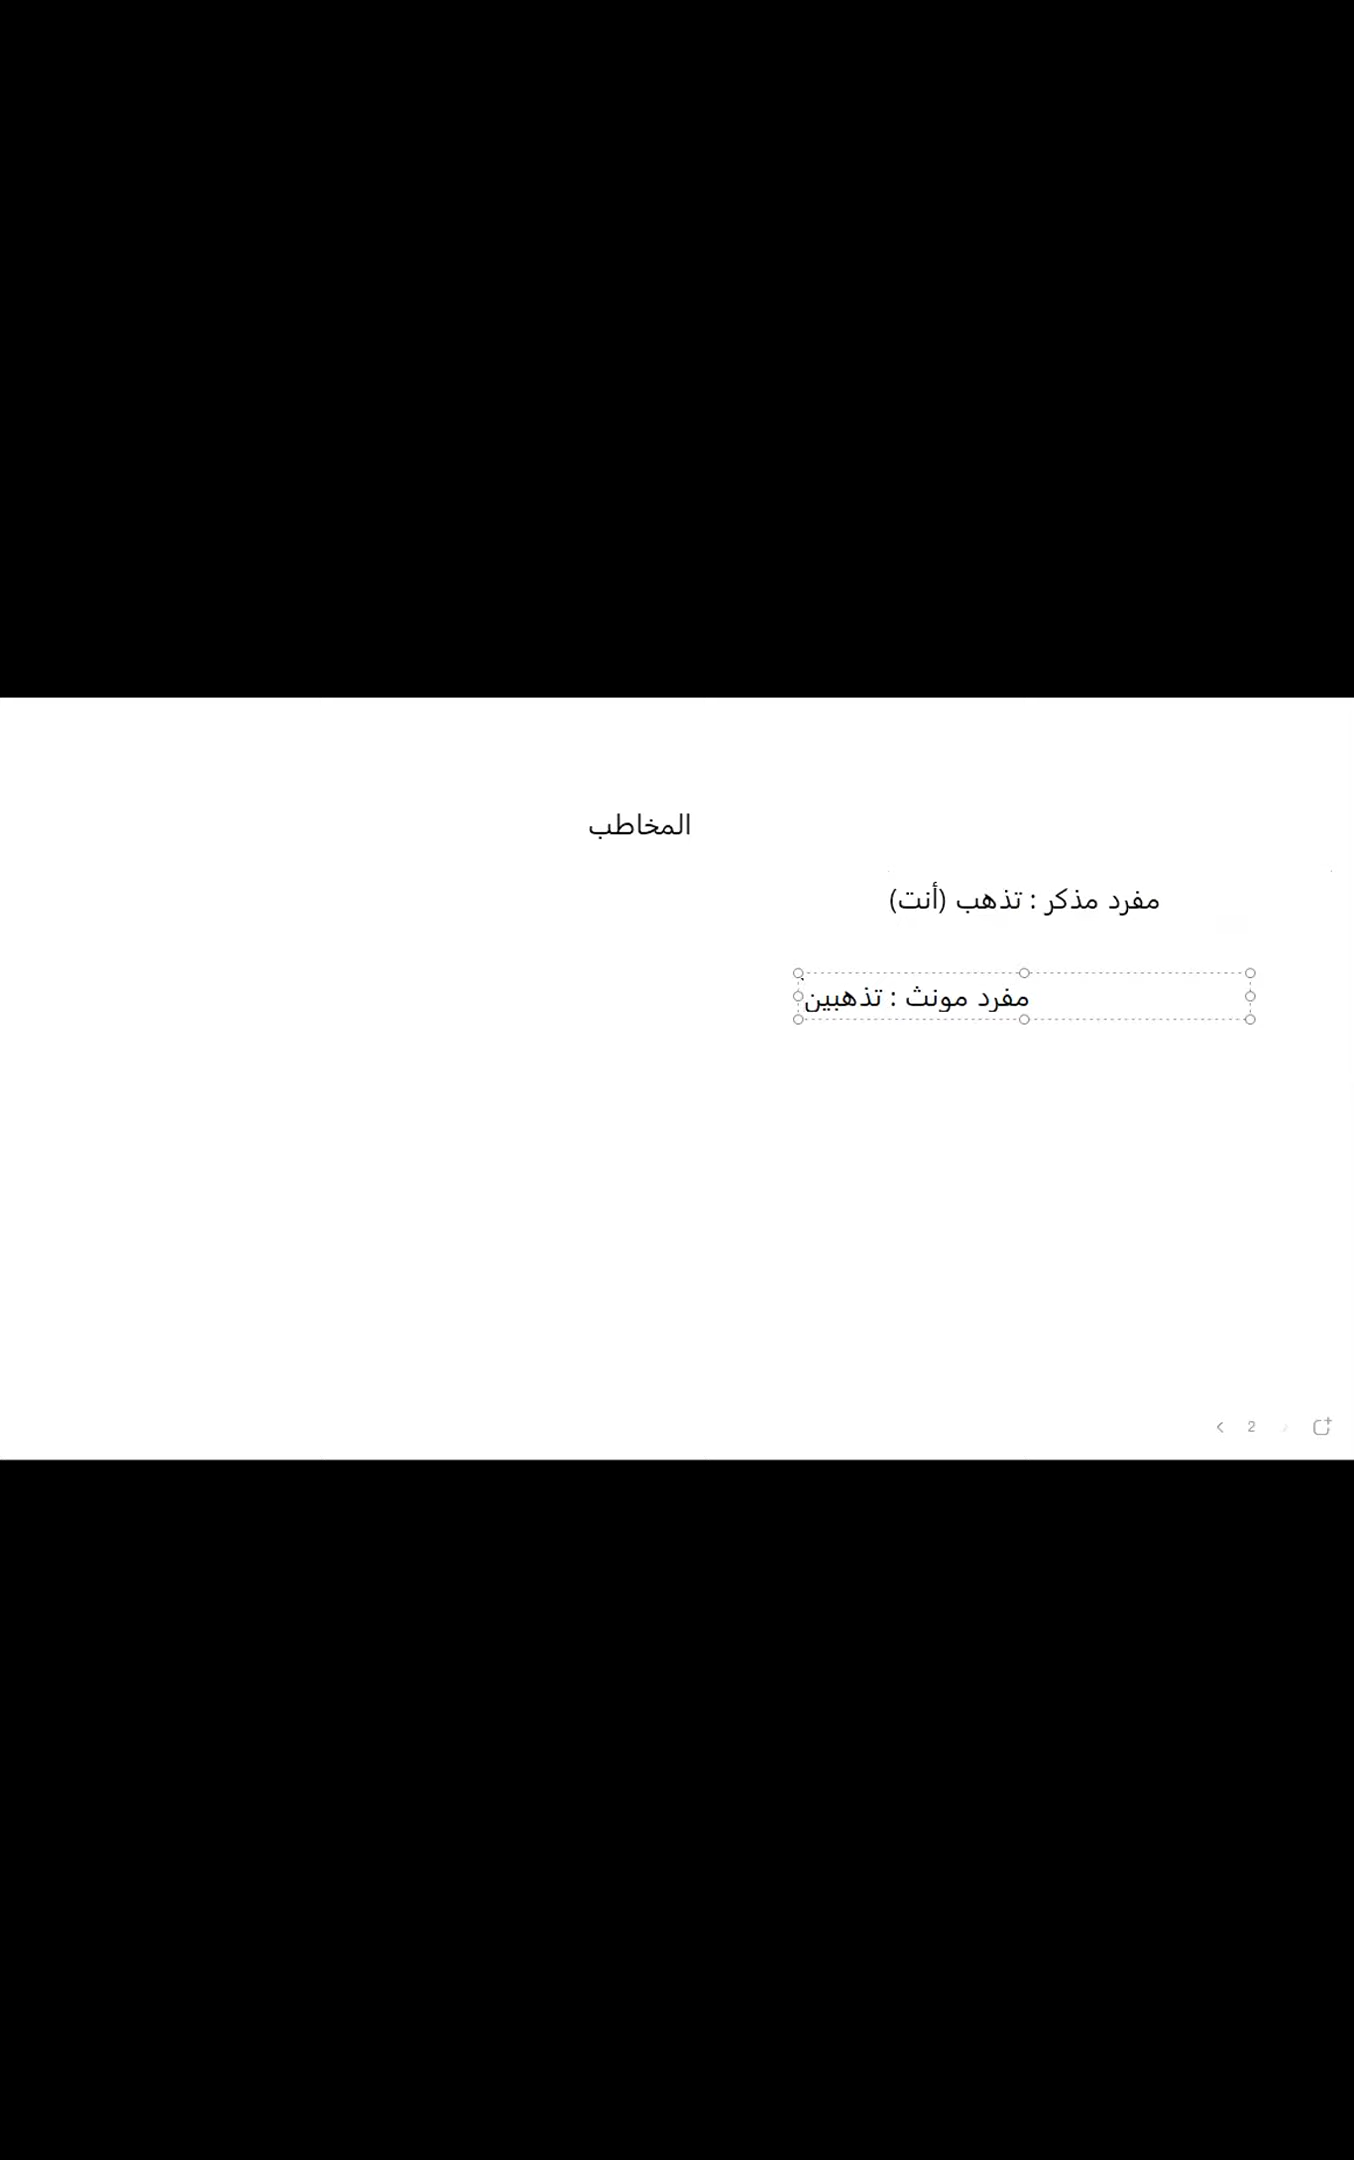 المخاطب
مفرد مذكر : تذهب (أنت)
مفرد مونث : تذهبين
2